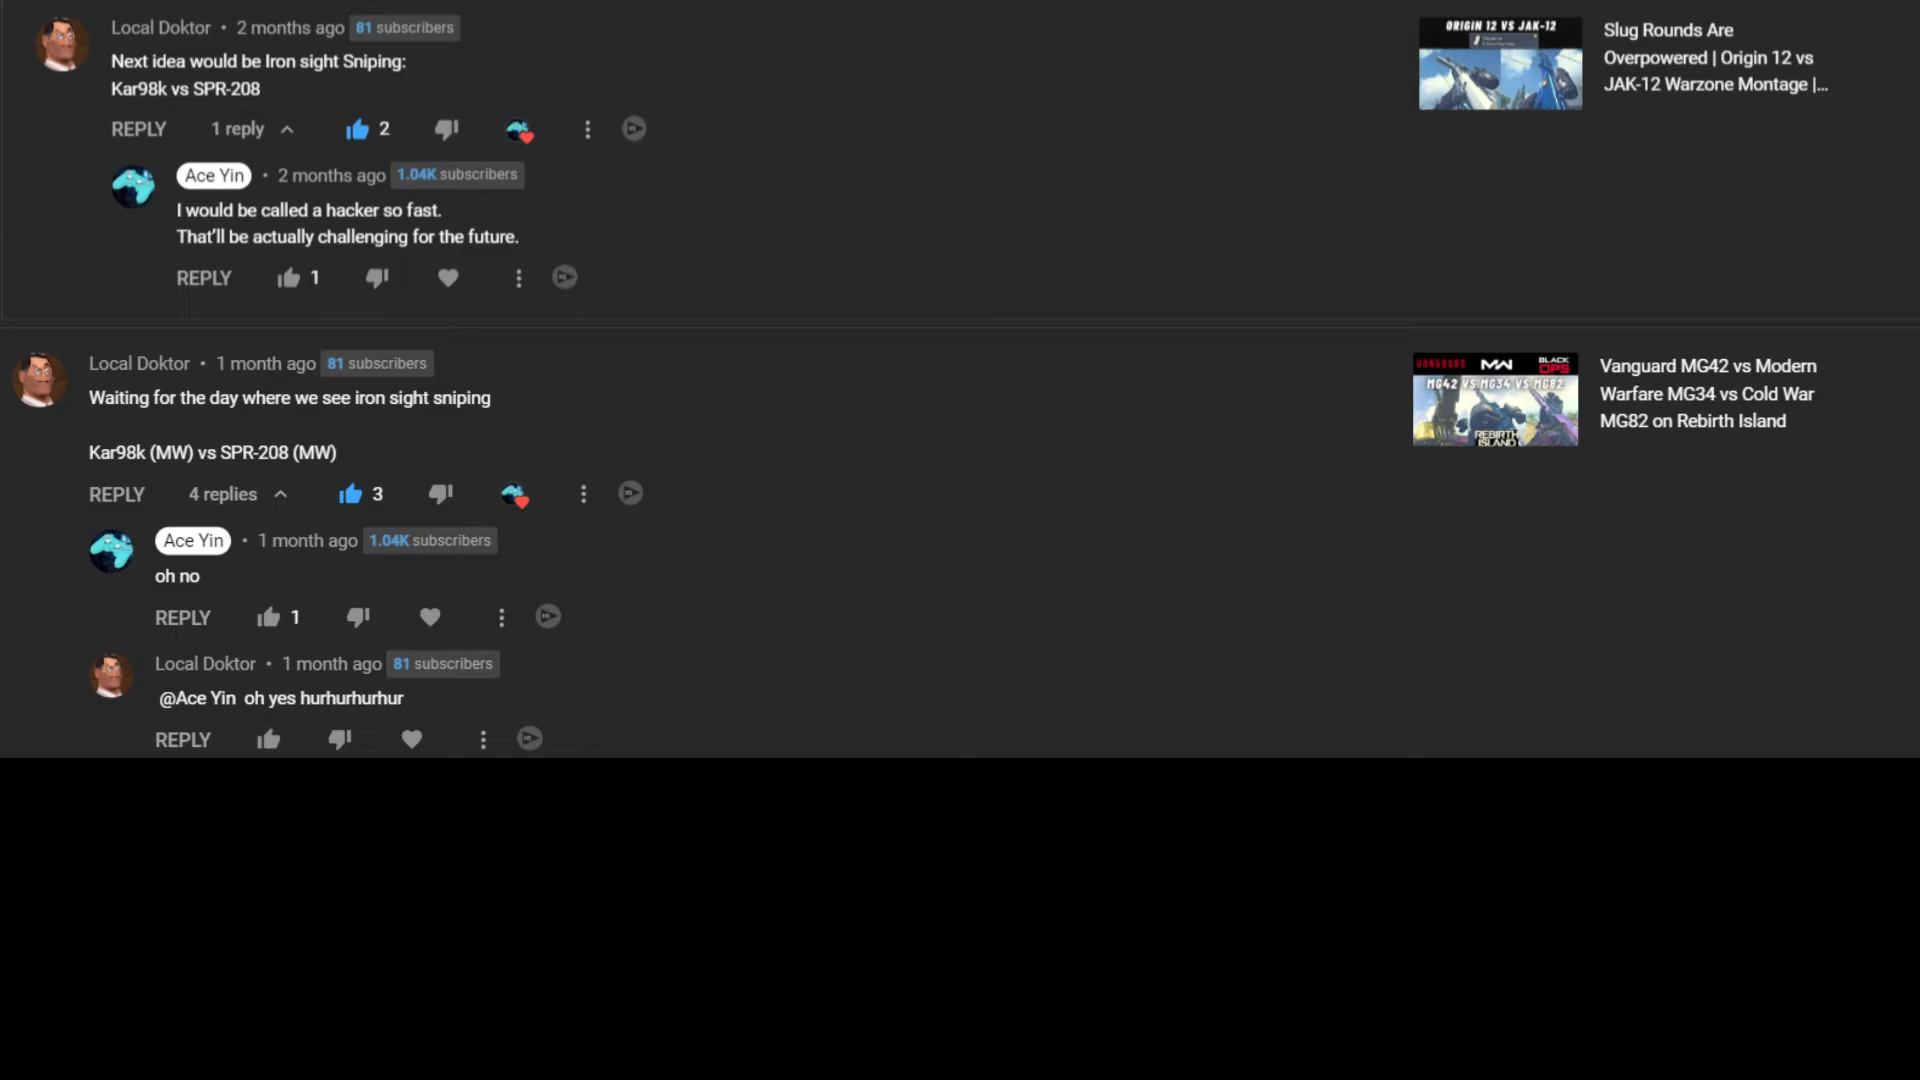 Local Doktor • 2 months ago 81 subscribers
Next idea would be Iron sight Sniping:
Kar98k vs SPR-208
REPLY 1 reply 2
Ace Yin • 2 months ago 1.04K subscribers
I would be called a hacker so fast.
That'll be actually challenging for the future.
REPLY 1
ORIGIN 12 VS JAK-12
Slug Rounds Are
Overpowered | Origin 12 vs
JAK-12 Warzone Montage |...
Local Doktor • 1 month ago 81 subscribers
Waiting for the day where we see iron sight sniping
Kar98k (MW) vs SPR-208 (MW)
REPLY 4 replies 3
Ace Yin • 1 month ago 1.04K subscribers
oh no
REPLY 1
Local Doktor • 1 month ago 81 subscribers
@Ace Yin oh yes hurhurhurhur
REPLY
VANGUARD MW BLACK OPS
MG42 VS MG34 VS MG82
REBIRTH
ISLAND
Vanguard MG42 vs Modern
Warfare MG34 vs Cold War
MG82 on Rebirth Island